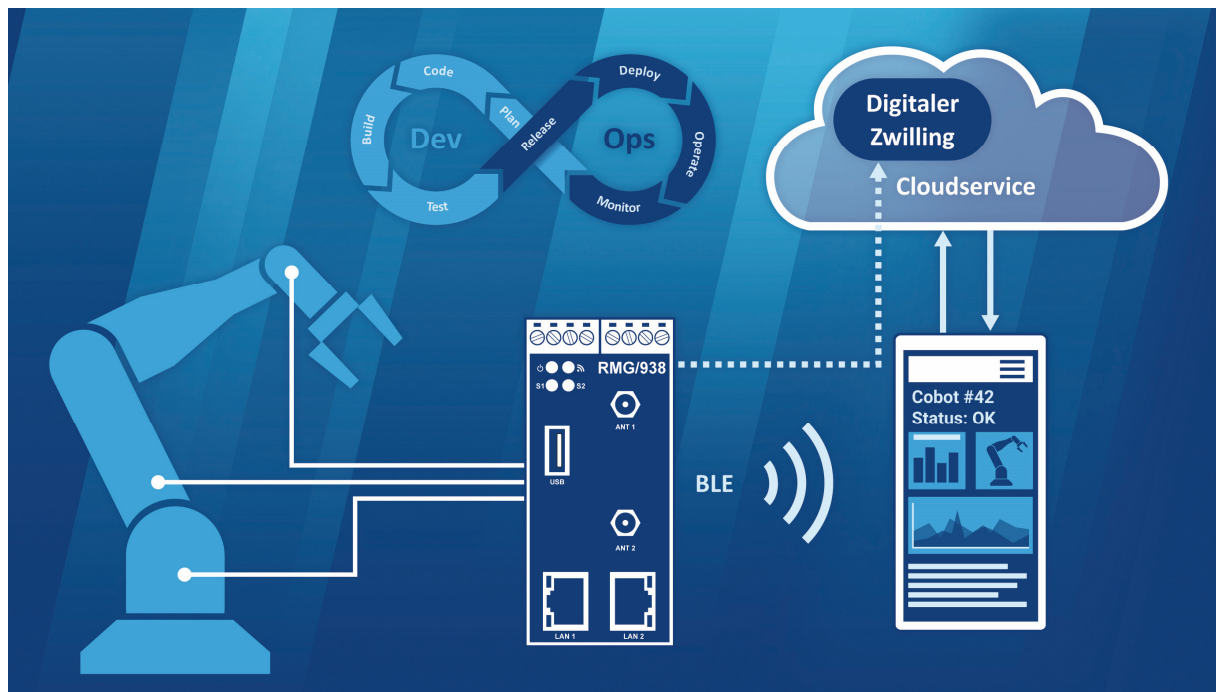 Code
Build
Test
Plan
Dev
Release
Deploy
Operate
Monitor
Ops
Digitaler
Zwilling
Cloudservice
RMG/938
S1
S2
ANT 1
USB
ANT 2
LAN 1
LAN 2
BLE
Cobot #42
Status: OK